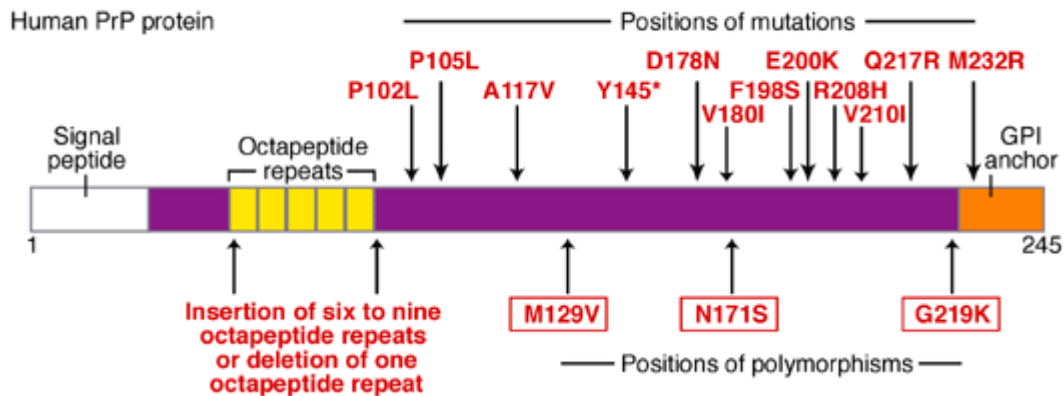 Human PrP protein
Positions of mutations
P105L
D178N
E200K
Q217R
M232R
P102L
A117V
Y145*
F198S
R208H
V180I
V210I
Signal
peptide
Octapeptide
repeats
GPI
anchor
1
245
Insertion of six to nine
octapeptide repeats
or deletion of one
octapeptide repeat
M129V
N171S
G219K
Positions of polymorphisms